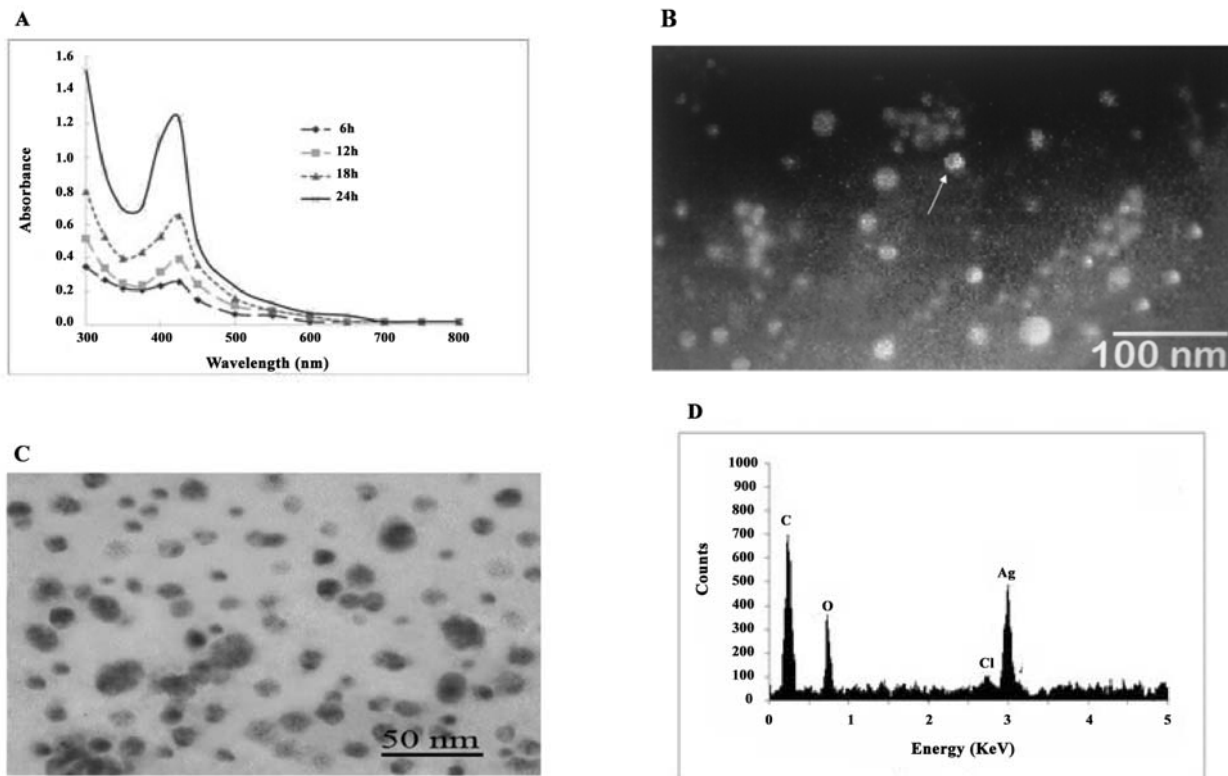 A
1.6
1.4
1.2
1.0
0.8
0.6
0.4
0.2
0.0
Absorbance
300 400 500 600 700 800
Wavelength (nm)
6h
12h
18h
24h
B
100 nm
C
50 nm
D
1000
900
800
700
600
500
400
300
200
100
0
Counts
C
O
Cl
Ag
0 1 2 3 4 5
Energy (KeV)